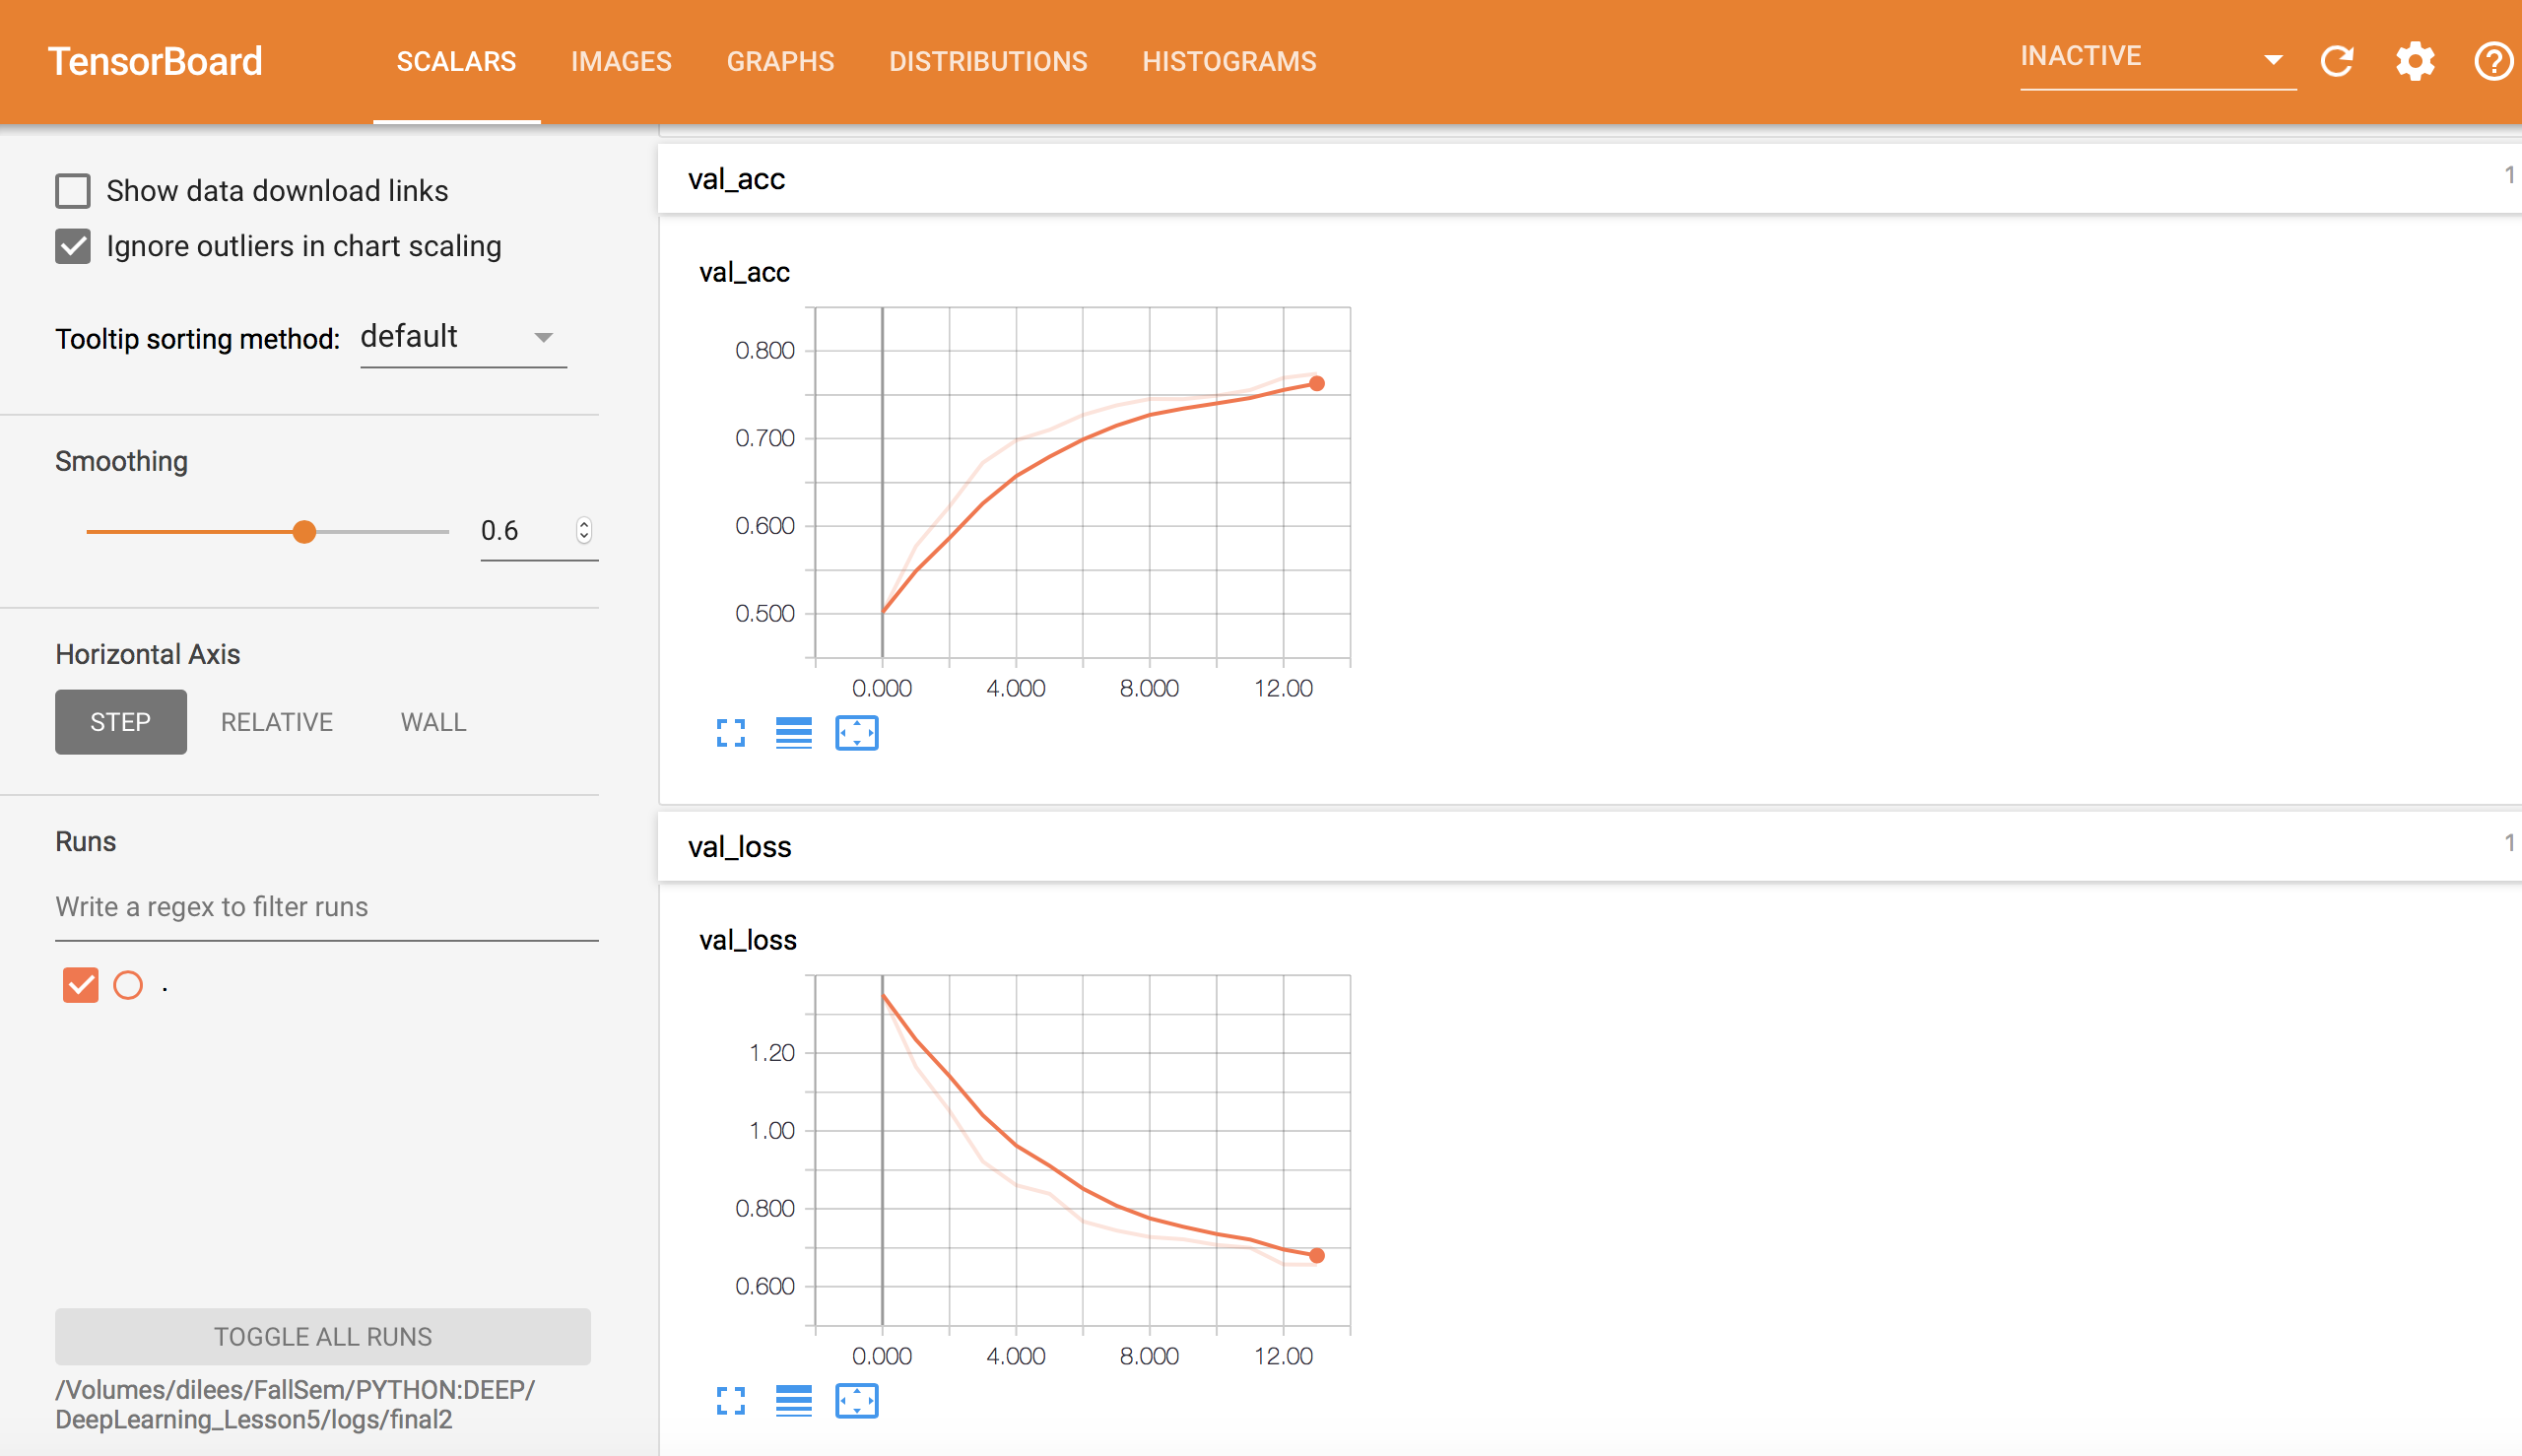 TensorBoard SCALARS IMAGES GRAPHS DISTRIBUTIONS HISTOGRAMS INACTIVE
Show data download links
Ignore outliers in chart scaling
Tooltip sorting method: default
Smoothing
0.6
Horizontal Axis
STEP RELATIVE WALL
Runs
Write a regex to filter runs
.
TOGGLE ALL RUNS
/Volumes/dilees/FallSem/PYTHON:DEEP/
DeepLearning_Lesson5/logs/final2
val_acc 1
val_acc
0.800
0.700
0.600
0.500
0.000 4.000 8.000 12.00
val_loss 1
val_loss
1.20
1.00
0.800
0.600
0.000 4.000 8.000 12.00